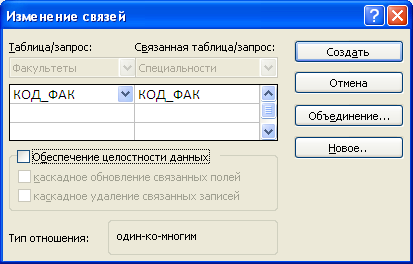 Изменение связей
Таблица/запрос: Связанная таблица/запрос:
Факультеты Специальности
КОД_ФАК КОД_ФАК
Обеспечение целостности данных
каскадное обновление связанных полей
каскадное удаление связанных записей
Тип отношения: один-ко-многим
Создать
Отмена
Объединение...
Новое..